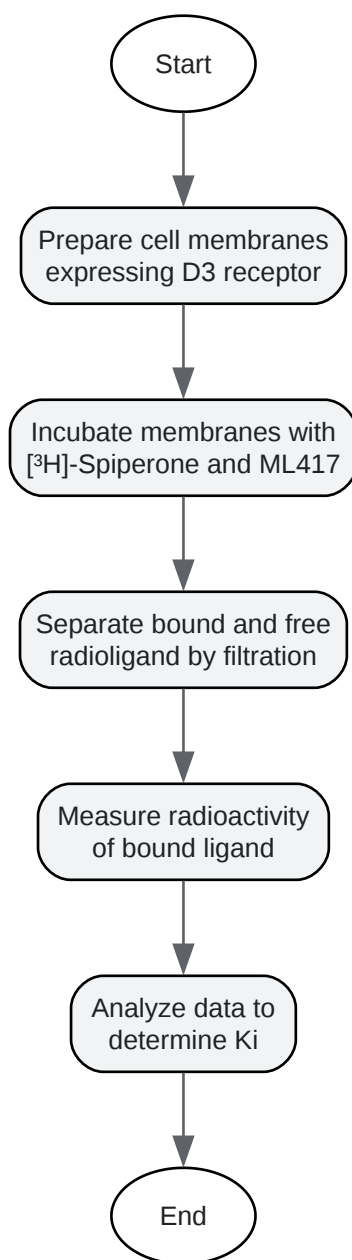 Start
Prepare cell membranes
expressing D3 receptor
Incubate membranes with
[³H]-Spiperone and ML417
Separate bound and free
radioligand by filtration
Measure radioactivity
of bound ligand
Analyze data to
determine Ki
End